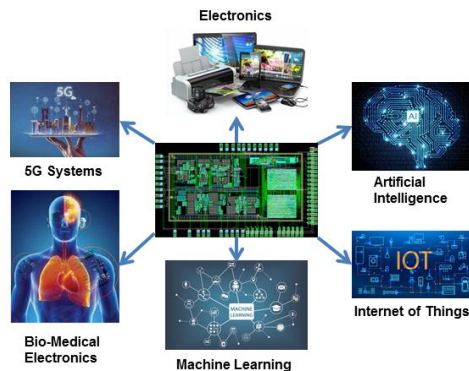 Electronics
5G
5G Systems
AI
Artificial
Intelligence
Bio-Medical
Electronics
MACHINE
LEARNING
Machine Learning
IOT
Internet of Things